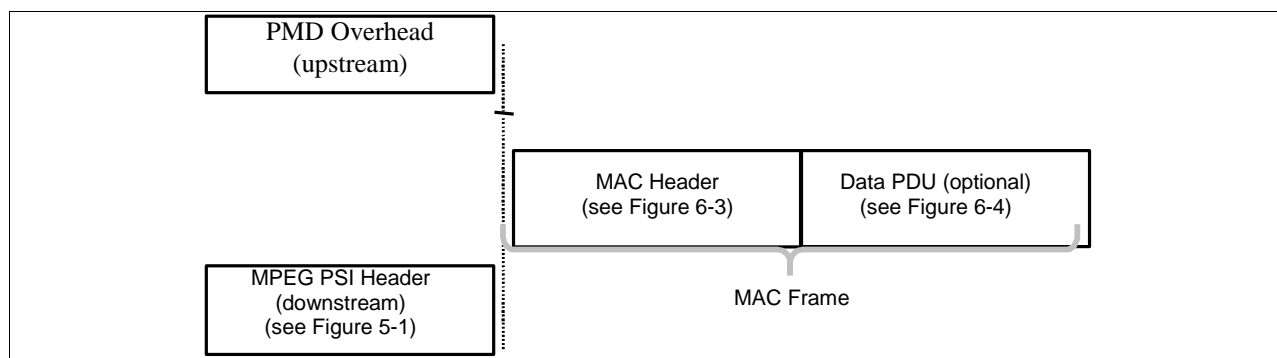 PMD Overhead
(upstream)
MAC Header
(see Figure 6-3)
Data PDU (optional)
(see Figure 6-4)
MPEG PSI Header
(downstream)
(see Figure 5-1)
MAC Frame